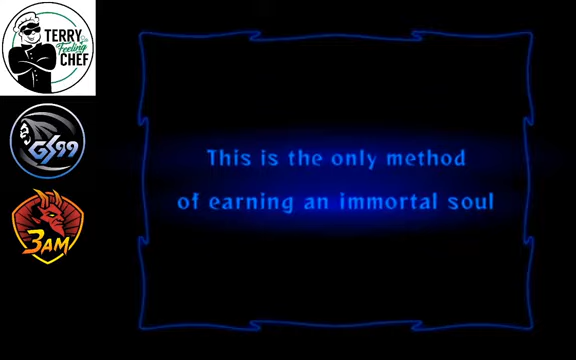 TERRY
Feeling
CHEF
GS99
3AM
This is the only method
of earning an immortal soul